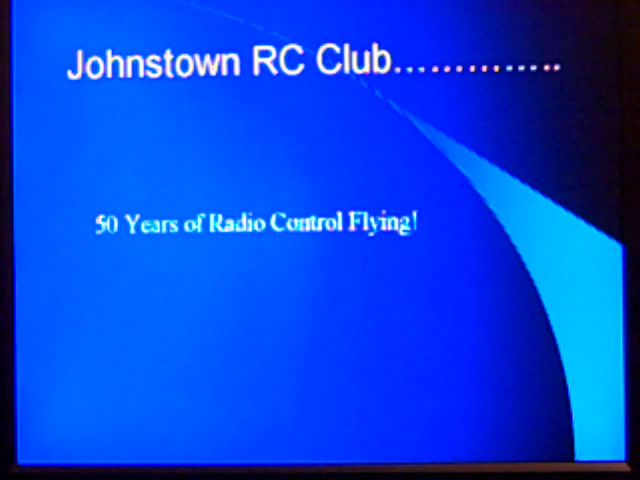 Johnstown RC Club.............
50 Years of Radio Control Flying!